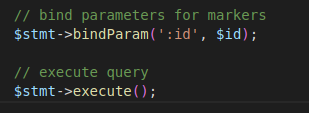 // bind parameters for markers
$stmt->bindParam(':id', $id);
// execute query
$stmt->execute();